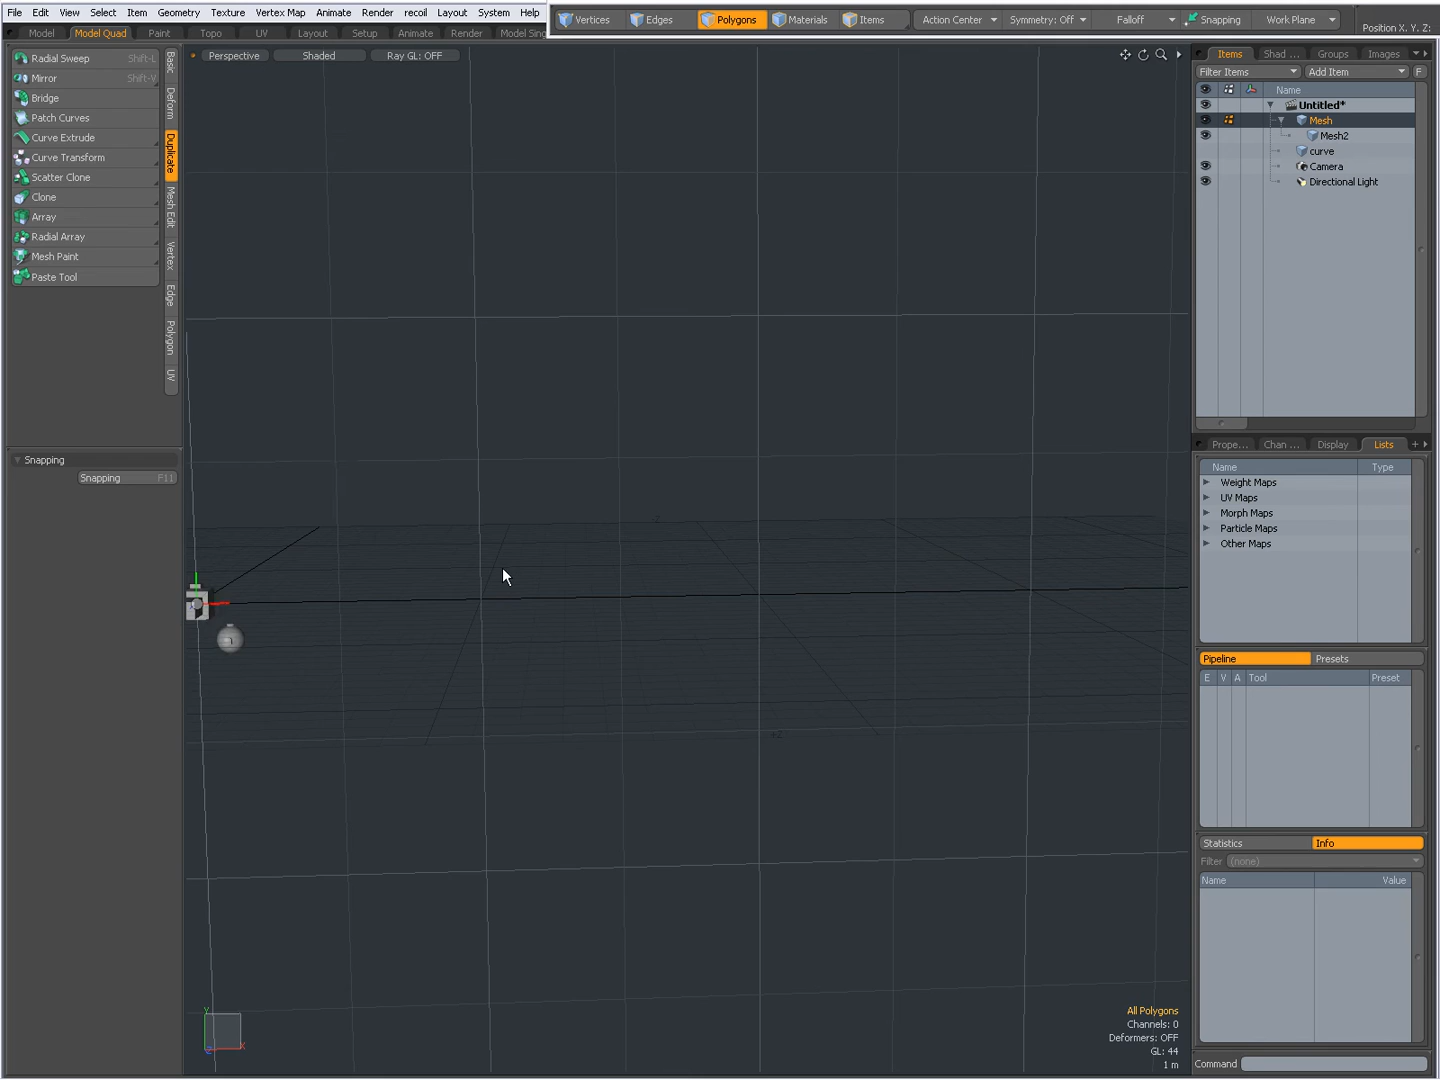 File Edit View Select Item Geometry Texture Vertex Map Animate Render recoil Layout System Help
Vertices Edges Polygons Materials Items Action Center Symmetry: Off Falloff Snapping Work Plane Position X, Y, Z:
Model Model Quad Paint Topo UV Layout Setup Animate Render Model Sing
Radial Sweep Shift-L
Mirror Shift-V
Bridge
Patch Curves
Curve Extrude
Curve Transform
Scatter Clone
Clone
Array
Radial Array
Mesh Paint
Paste Tool
Basic
Deform
Duplicate
Mesh Edit
Vertex
Edge
Polygon
UV
Snapping
Snapping F11
Perspective Shaded Ray GL: OFF
Y
X
Z
All Polygons
Channels: 0
Deformers: OFF
GL: 44
1 m
Items Shad ... Groups Images
Filter Items Add Item F
Name
Untitled*
Mesh
Mesh2
curve
Camera
Directional Light
Prope... Chan ... Display Lists
Name Type
Weight Maps
UV Maps
Morph Maps
Particle Maps
Other Maps
Pipeline Presets
E V A Tool Preset
Statistics Info
Filter (none)
Name Value
Command